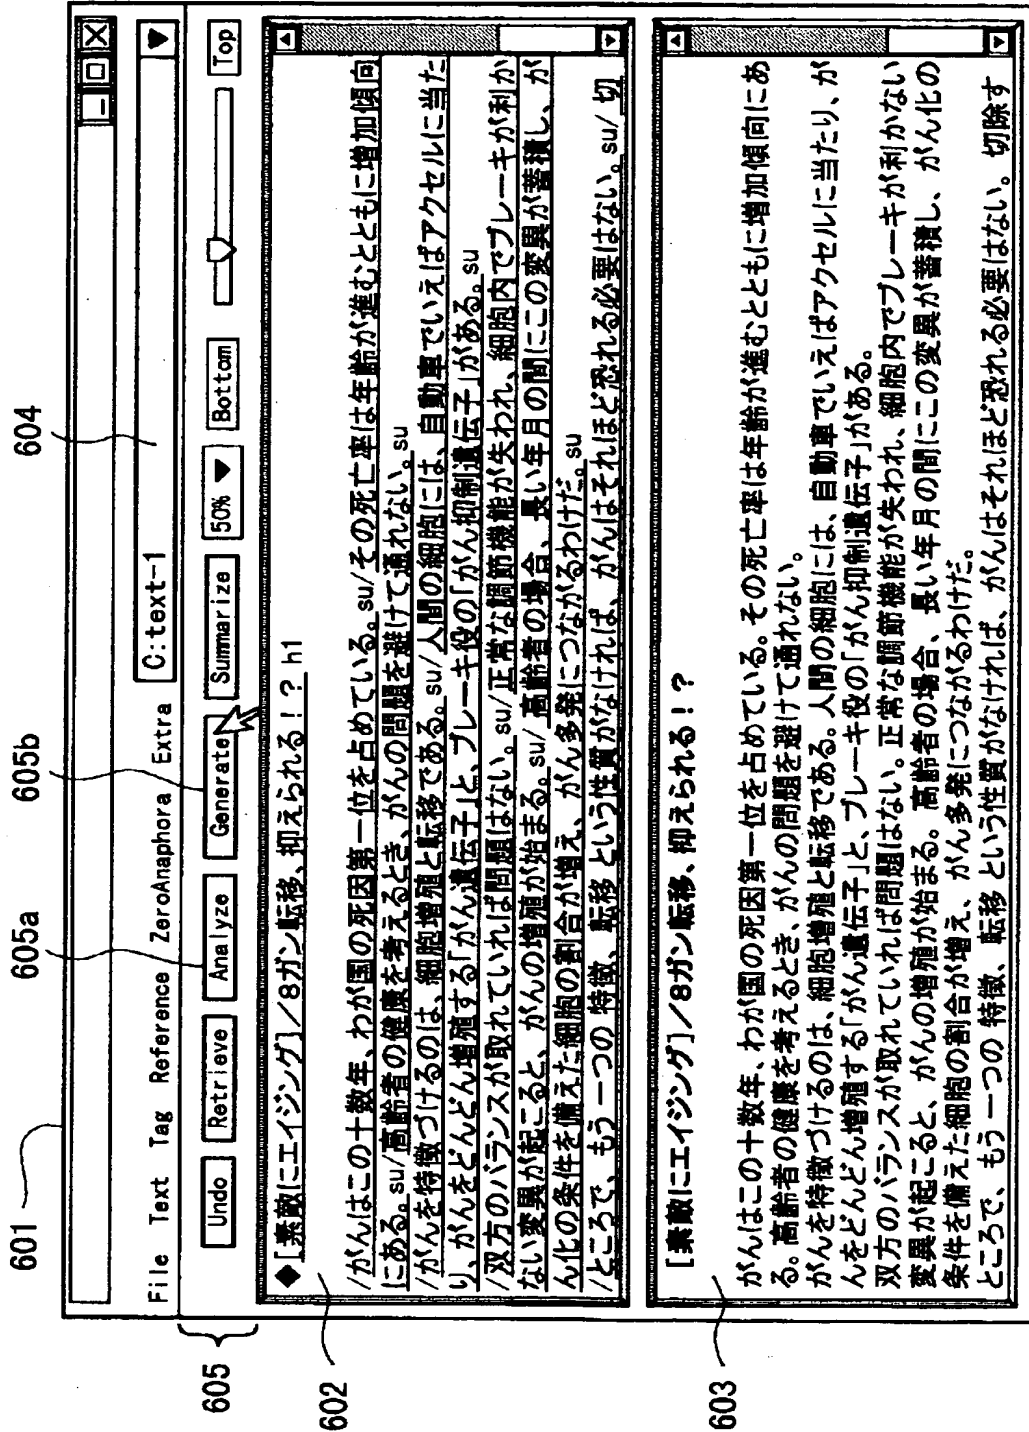 601
605a
605b
604
File Text Tag Reference ZeroAnaphora Extra
C:text-1
605
Undo Retrieve Analyze Generate Summarize 50% Bottom Top
602
◆[素敵にエイジング]/8ガン転移、抑えられる!? h1
/がんはこの十数年、わが国の死因第一位を占めている。su/その死亡率は年齢が進むとともに増加傾向
にある。su/高齢者の健康を考えるとき、がんの問題を避けて通れない。su
/がんを特徴づけるのは、細胞増殖と転移である。su/人間の細胞には、自動車でいえばアクセルに当た
り、がんをどんどん増殖する「がん遺伝子」と、ブレーキ役の「がん抑制遺伝子」がある。su
/双方のバランスが取れていれば問題はない。su/正常な調節機能が失われ、細胞内でブレーキが利か
ない変異が起こると、がんの増殖が始まる。su/高齢者の場合、長い年月の間にこの変異が蓄積し、が
ん化の条件を備えた細胞の割合が増え、がん多発につながるわけだ。su
/ところで、もう一つの特徴、転移という性質がなければ、がんはそれほど恐れる必要はない。su/切
603
[素敵にエイジング]/8ガン転移、抑えられる!?
がんはこの十数年、わが国の死因第一位を占めている。その死亡率は年齢が進むとともに増加傾向にあ
る。高齢者の健康を考えるとき、がんの問題を避けて通れない。
がんを特徴づけるのは、細胞増殖と転移である。人間の細胞には、自動車でいえばアクセルに当たり、が
んをどんどん増殖する「がん遺伝子」と、ブレーキ役の「がん抑制遺伝子」がある。
双方のバランスが取れていれば問題はない。正常な調節機能が失われ、細胞内でブレーキが利かない
変異が起こると、がんの増殖が始まる。高齢者の場合、長い年月の間にこの変異が蓄積し、がん化の
条件を備えた細胞の割合が増え、がん多発につながるわけだ。
ところで、もう一つの特徴、転移という性質がなければ、がんはそれほど恐れる必要はない。切除す